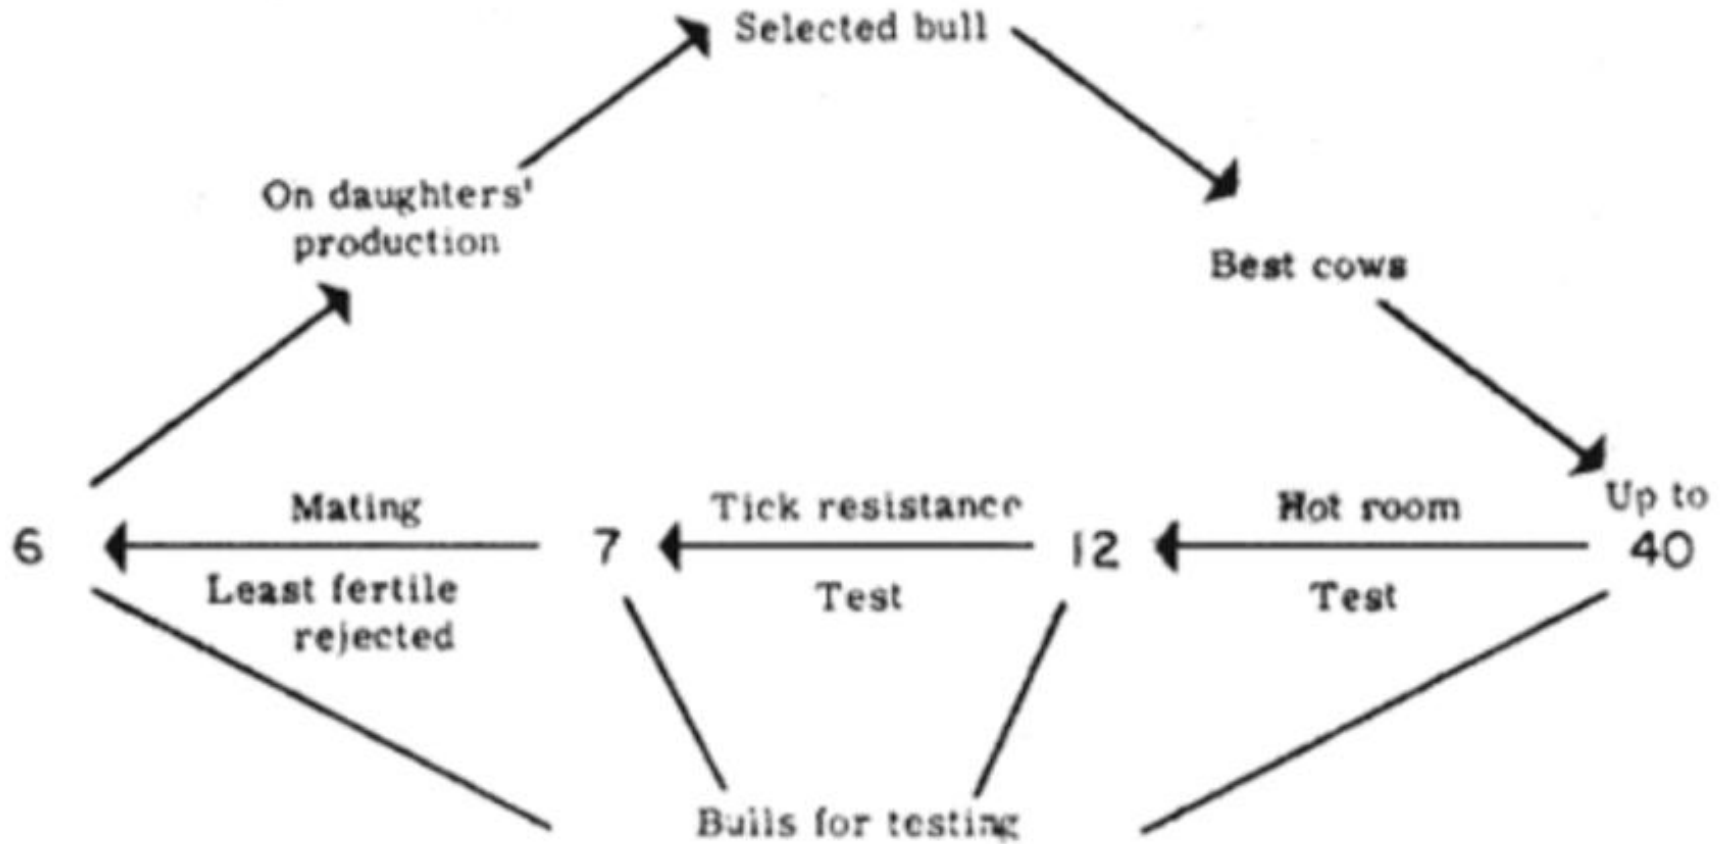 Selected bull
On daughters'
production
Best cows
Up to
40
Hot room
Test
12
Tick resistance
Test
7
Mating
Least fertile
rejected
6
Bulls for testing